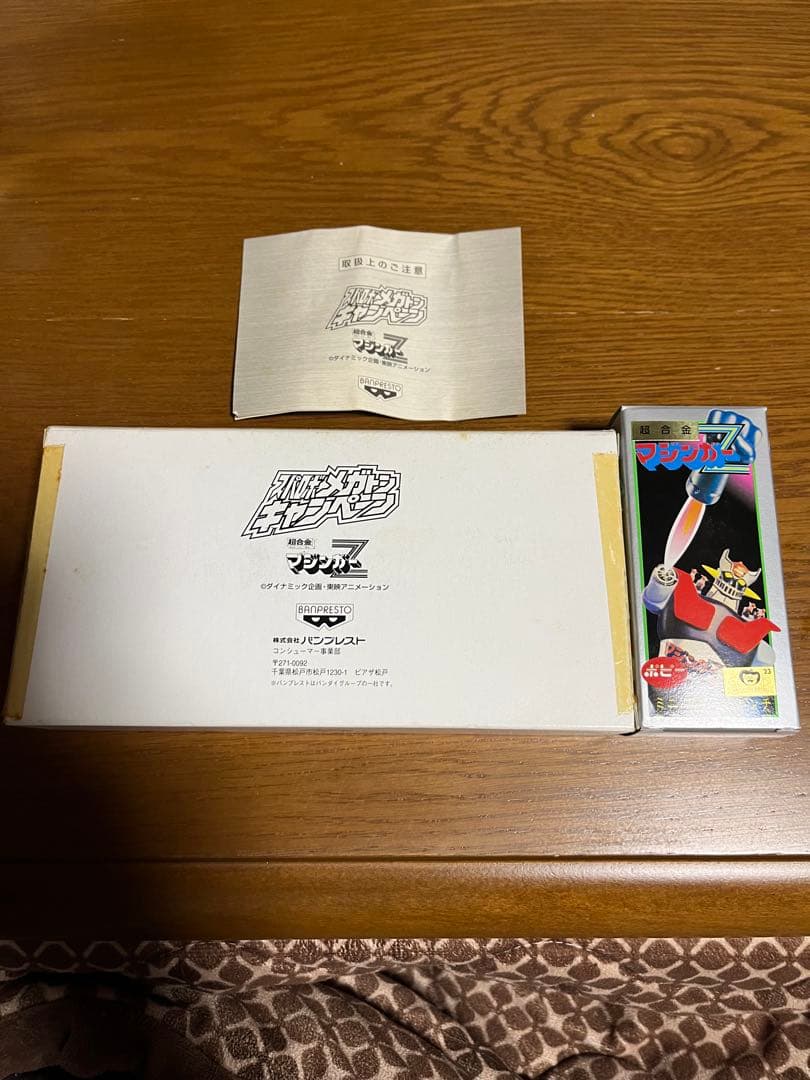 取扱上のご注意
スパロボメガトン
キャンペーン
超合金
マジンガーZ
©ダイナミック企画・東映アニメーション
BANPRESTO
スパロボメガトン
キャンペーン
超合金
マジンガーZ
©ダイナミック企画・東映アニメーション
BANPRESTO
株式会社 バンプレスト
コンシューマー事業部
〒271-0092
千葉県松戸市松戸1230-1 ピアザ松戸
※バンプレストはバンダイグループの一社です。
超合金
マジンガーZ
ポピー